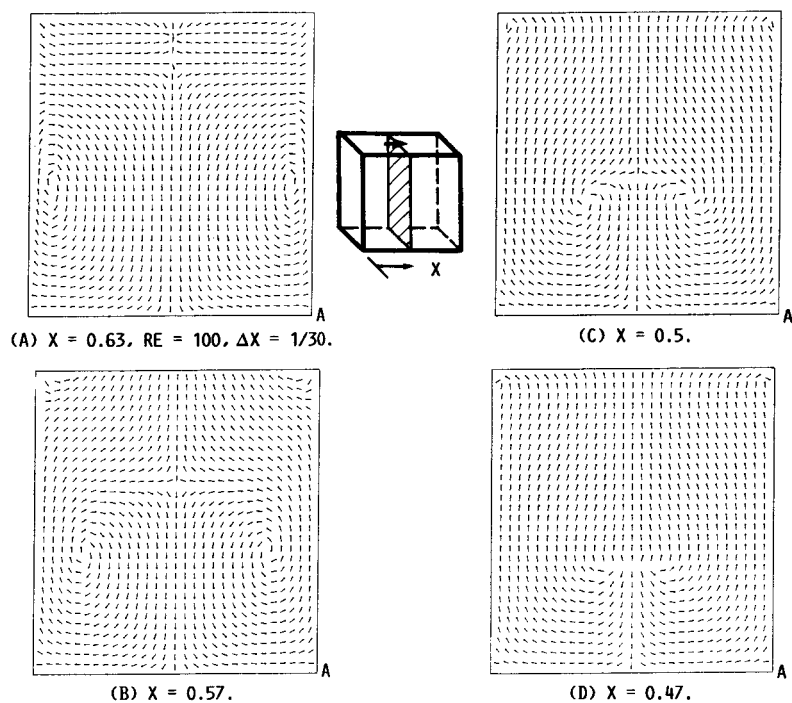 A
(A) X = 0.63, RE = 100, ΔX = 1/30.
X
A
(C) X = 0.5.
A
(B) X = 0.57.
A
(D) X = 0.47.